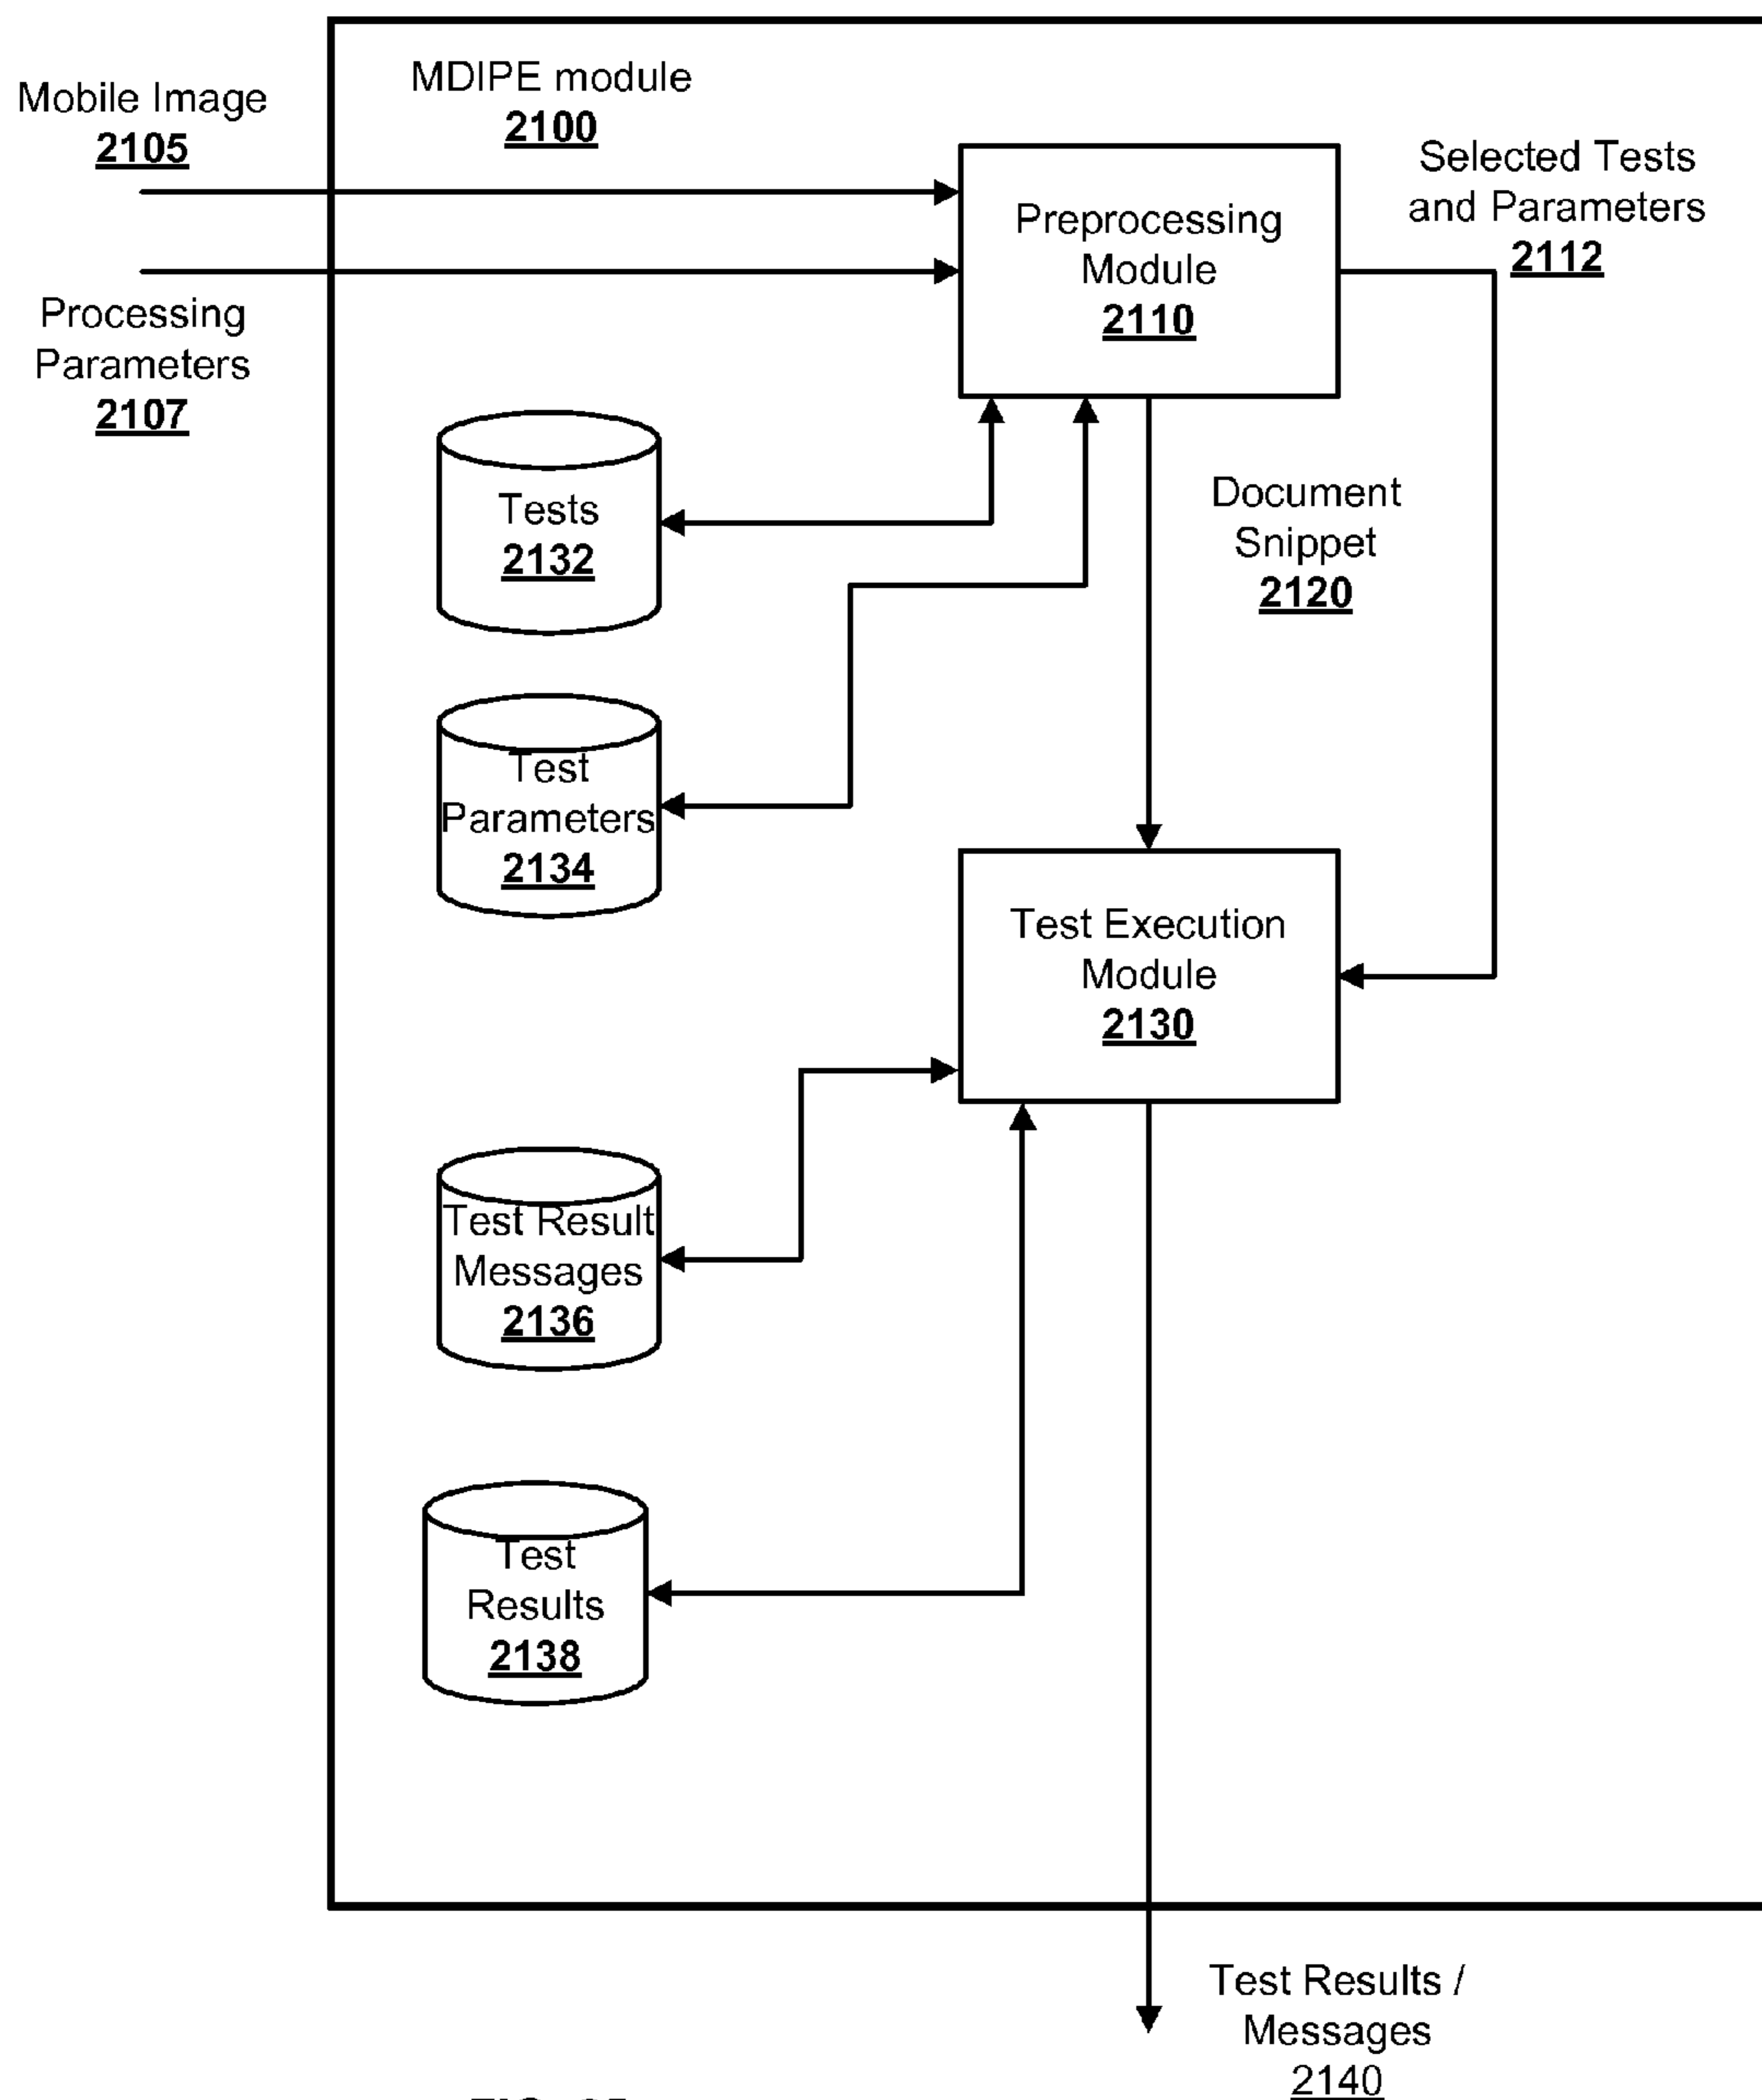 MDIPE module
2100
Mobile Image
2105
Selected Tests
and Parameters
2112
Preprocessing
Module
2110
Processing
Parameters
2107
Tests
2132
Document
Snippet
2120
Test
Parameters
2134
Test Execution
Module
2130
Test Result
Messages
2136
Test
Results
2138
Test Results /
Messages
2140